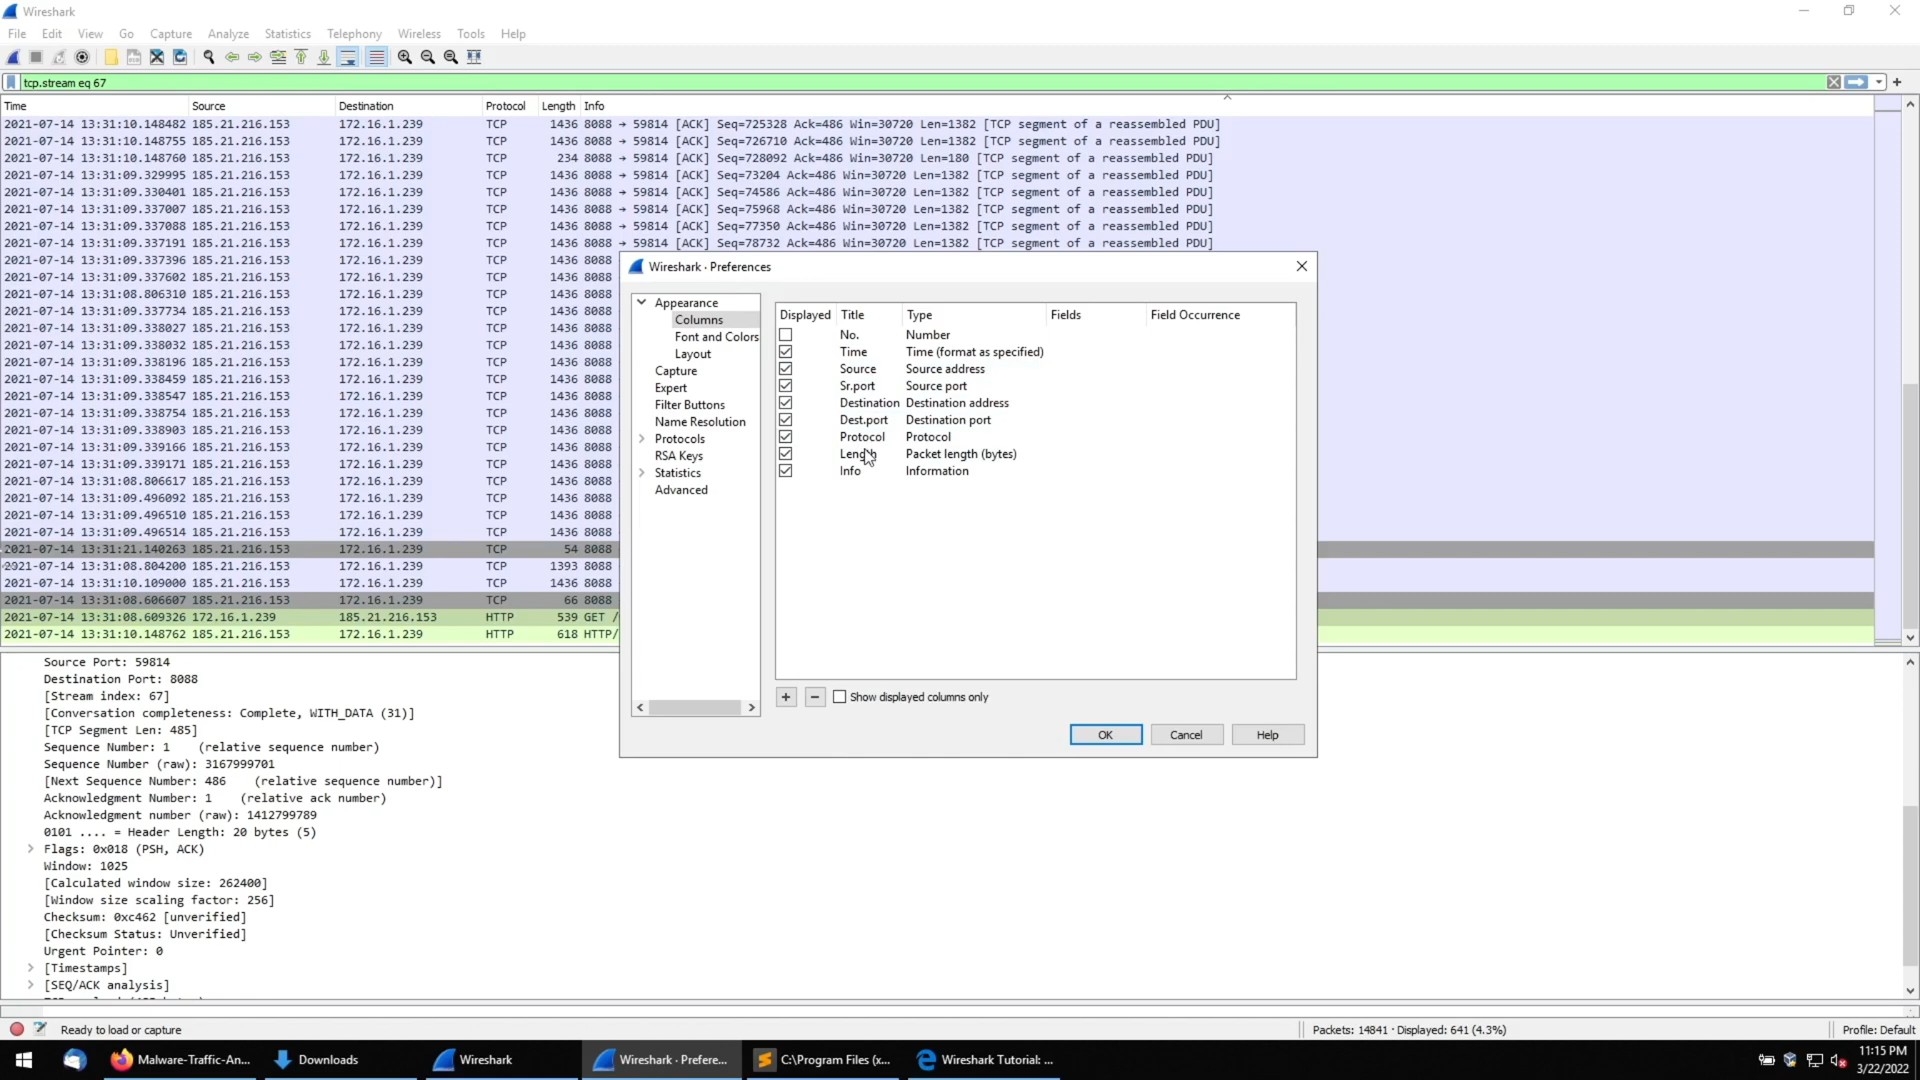 Wireshark
File Edit View Go Capture Analyze Statistics Telephony Wireless Tools Help
tcp.stream eq 67
Time Source Destination Protocol Length Info
2021-07-14 13:31:10.148482 185.21.216.153 172.16.1.239 TCP 1436 8088 → 59814 [ACK] Seq=725328 Ack=486 Win=30720 Len=1382 [TCP segment of a reassembled PDU]
2021-07-14 13:31:10.148755 185.21.216.153 172.16.1.239 TCP 1436 8088 → 59814 [ACK] Seq=726710 Ack=486 Win=30720 Len=1382 [TCP segment of a reassembled PDU]
2021-07-14 13:31:10.148760 185.21.216.153 172.16.1.239 TCP 234 8088 → 59814 [ACK] Seq=728092 Ack=486 Win=30720 Len=180 [TCP segment of a reassembled PDU]
2021-07-14 13:31:09.329995 185.21.216.153 172.16.1.239 TCP 1436 8088 → 59814 [ACK] Seq=73204 Ack=486 Win=30720 Len=1382 [TCP segment of a reassembled PDU]
2021-07-14 13:31:09.330401 185.21.216.153 172.16.1.239 TCP 1436 8088 → 59814 [ACK] Seq=74586 Ack=486 Win=30720 Len=1382 [TCP segment of a reassembled PDU]
2021-07-14 13:31:09.337007 185.21.216.153 172.16.1.239 TCP 1436 8088 → 59814 [ACK] Seq=75968 Ack=486 Win=30720 Len=1382 [TCP segment of a reassembled PDU]
2021-07-14 13:31:09.337088 185.21.216.153 172.16.1.239 TCP 1436 8088 → 59814 [ACK] Seq=77350 Ack=486 Win=30720 Len=1382 [TCP segment of a reassembled PDU]
2021-07-14 13:31:09.337191 185.21.216.153 172.16.1.239 TCP 1436 8088 → 59814 [ACK] Seq=78732 Ack=486 Win=30720 Len=1382 [TCP segment of a reassembled PDU]
2021-07-14 13:31:09.337396 185.21.216.153 172.16.1.239 TCP 1436 8088
2021-07-14 13:31:09.337602 185.21.216.153 172.16.1.239 TCP 1436 8088
2021-07-14 13:31:08.806310 185.21.216.153 172.16.1.239 TCP 1436 8088
2021-07-14 13:31:09.337734 185.21.216.153 172.16.1.239 TCP 1436 8088
2021-07-14 13:31:09.338027 185.21.216.153 172.16.1.239 TCP 1436 8088
2021-07-14 13:31:09.338032 185.21.216.153 172.16.1.239 TCP 1436 8088
2021-07-14 13:31:09.338196 185.21.216.153 172.16.1.239 TCP 1436 8088
2021-07-14 13:31:09.338459 185.21.216.153 172.16.1.239 TCP 1436 8088
2021-07-14 13:31:09.338547 185.21.216.153 172.16.1.239 TCP 1436 8088
2021-07-14 13:31:09.338754 185.21.216.153 172.16.1.239 TCP 1436 8088
2021-07-14 13:31:09.338903 185.21.216.153 172.16.1.239 TCP 1436 8088
2021-07-14 13:31:09.339166 185.21.216.153 172.16.1.239 TCP 1436 8088
2021-07-14 13:31:09.339171 185.21.216.153 172.16.1.239 TCP 1436 8088
2021-07-14 13:31:08.806617 185.21.216.153 172.16.1.239 TCP 1436 8088
2021-07-14 13:31:09.496092 185.21.216.153 172.16.1.239 TCP 1436 8088
2021-07-14 13:31:09.496510 185.21.216.153 172.16.1.239 TCP 1436 8088
2021-07-14 13:31:09.496514 185.21.216.153 172.16.1.239 TCP 1436 8088
2021-07-14 13:31:21.140263 185.21.216.153 172.16.1.239 TCP 54 8088
2021-07-14 13:31:08.804200 185.21.216.153 172.16.1.239 TCP 1393 8088
2021-07-14 13:31:10.109000 185.21.216.153 172.16.1.239 TCP 1436 8088
2021-07-14 13:31:08.606607 185.21.216.153 172.16.1.239 TCP 66 8088
2021-07-14 13:31:08.609326 172.16.1.239 185.21.216.153 HTTP 539 GET /
2021-07-14 13:31:10.148762 185.21.216.153 172.16.1.239 HTTP 618 HTTP/
Wireshark · Preferences
Appearance
Columns
Font and Colors
Layout
Capture
Expert
Filter Buttons
Name Resolution
Protocols
RSA Keys
Statistics
Advanced
Displayed Title Type Fields Field Occurrence
No. Number
Time Time (format as specified)
Source Source address
Sr.port Source port
Destination Destination address
Dest.port Destination port
Protocol Protocol
Length Packet length (bytes)
Info Information
+ − Show displayed columns only
OK Cancel Help
Source Port: 59814
Destination Port: 8088
[Stream index: 67]
[Conversation completeness: Complete, WITH_DATA (31)]
[TCP Segment Len: 485]
Sequence Number: 1 (relative sequence number)
Sequence Number (raw): 3167999701
[Next Sequence Number: 486 (relative sequence number)]
Acknowledgment Number: 1 (relative ack number)
Acknowledgment number (raw): 1412799789
0101 .... = Header Length: 20 bytes (5)
Flags: 0x018 (PSH, ACK)
Window: 1025
[Calculated window size: 262400]
[Window size scaling factor: 256]
Checksum: 0xc462 [unverified]
[Checksum Status: Unverified]
Urgent Pointer: 0
[Timestamps]
[SEQ/ACK analysis]
Ready to load or capture
Packets: 14841 · Displayed: 641 (4.3%)
Profile: Default
Malware-Traffic-An...
Downloads
Wireshark
Wireshark · Prefere...
C:\Program Files (x...
Wireshark Tutorial: ...
11:15 PM
3/22/2022